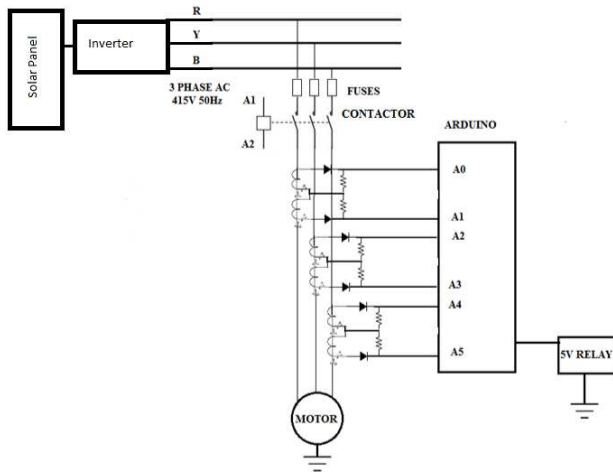 Solar Panel
Inverter
R
Y
B
3 PHASE AC
415V 50Hz
FUSES
A1
CONTACTOR
A2
ARDUINO
A0
A1
A2
A3
A4
A5
5V RELAY
MOTOR